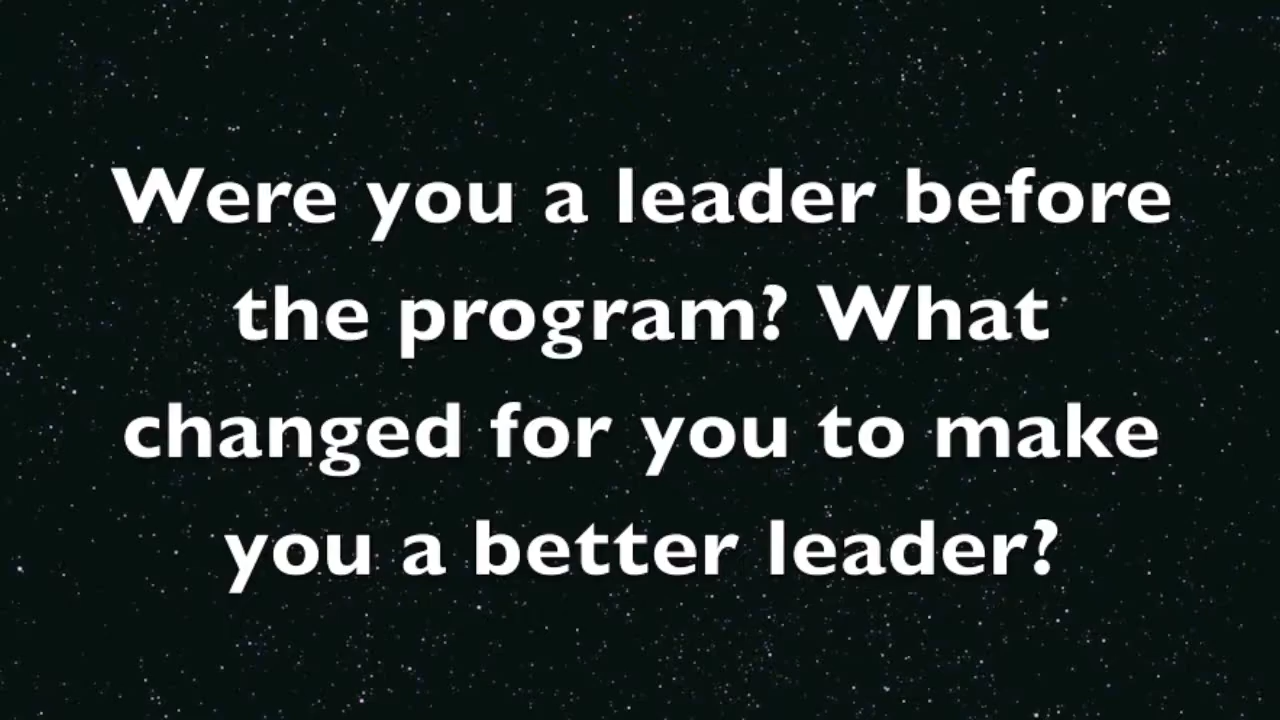 Were you a leader before
the program? What
changed for you to make
you a better leader?